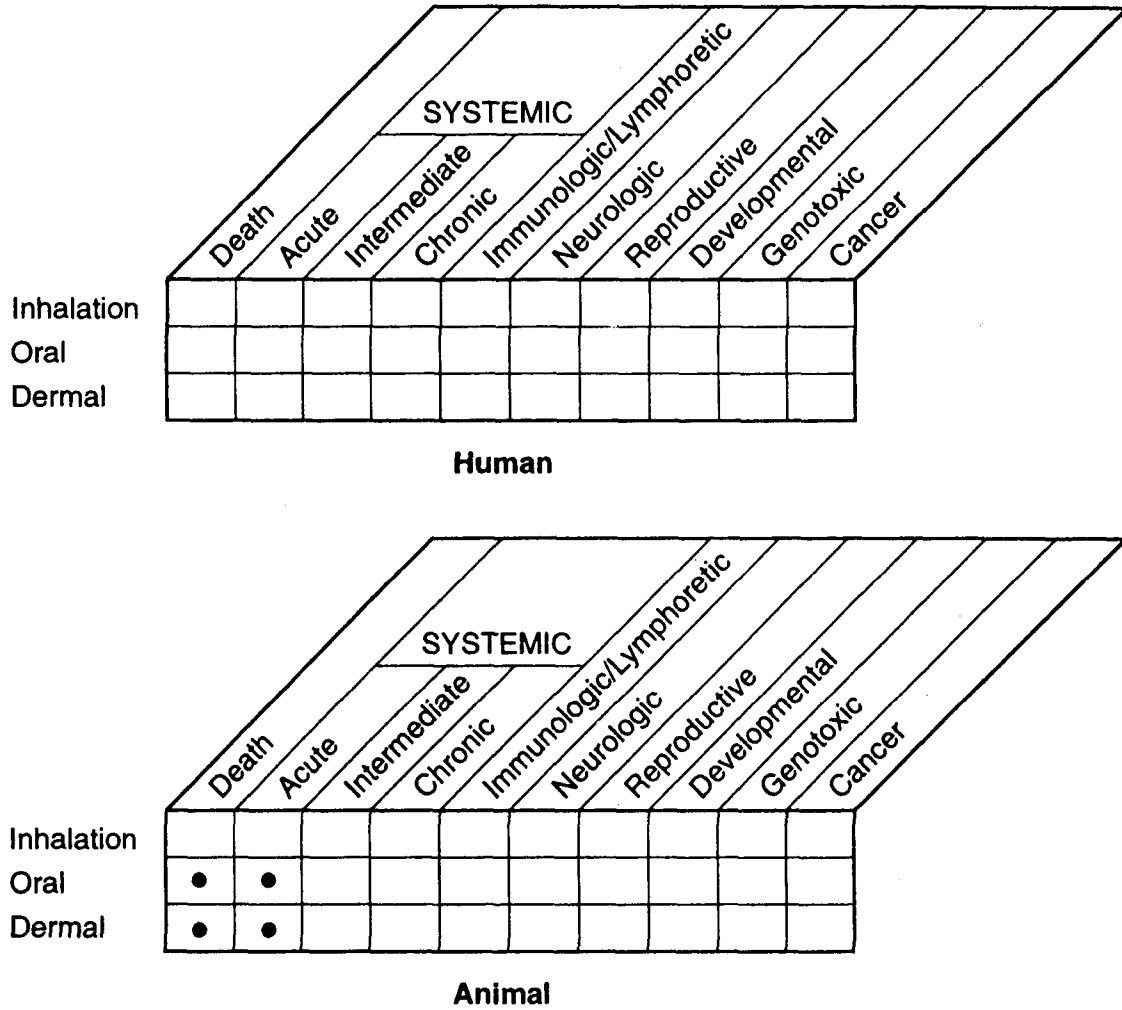 SYSTEMIC
Death
Acute
Intermediate
Chronic
Immunologic/Lymphoretic
Neurologic
Reproductive
Developmental
Genotoxic
Cancer
Inhalation
Oral
Dermal
Human
SYSTEMIC
Death
Acute
Intermediate
Chronic
Immunologic/Lymphoretic
Neurologic
Reproductive
Developmental
Genotoxic
Cancer
Inhalation
Oral
Dermal
Animal